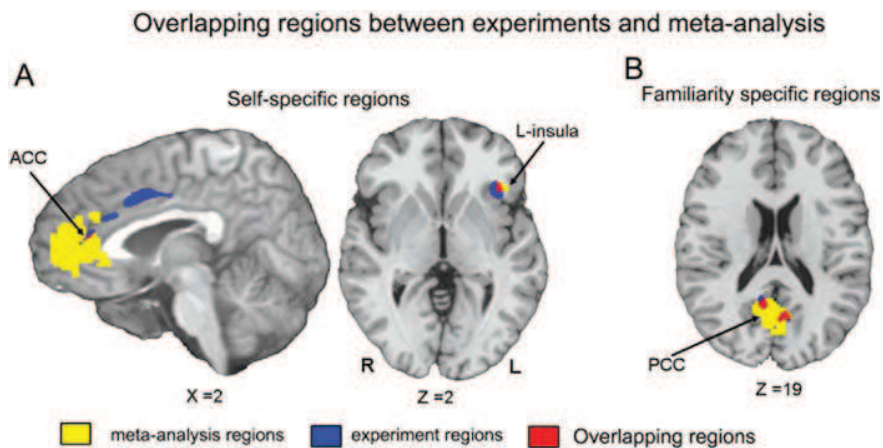 Overlapping regions between experiments and meta-analysis
A
B
Self-specific regions
Familiarity specific regions
ACC
L-insula
R
L
PCC
X =2
Z =2
Z =19
meta-analysis regions
experiment regions
Overlapping regions